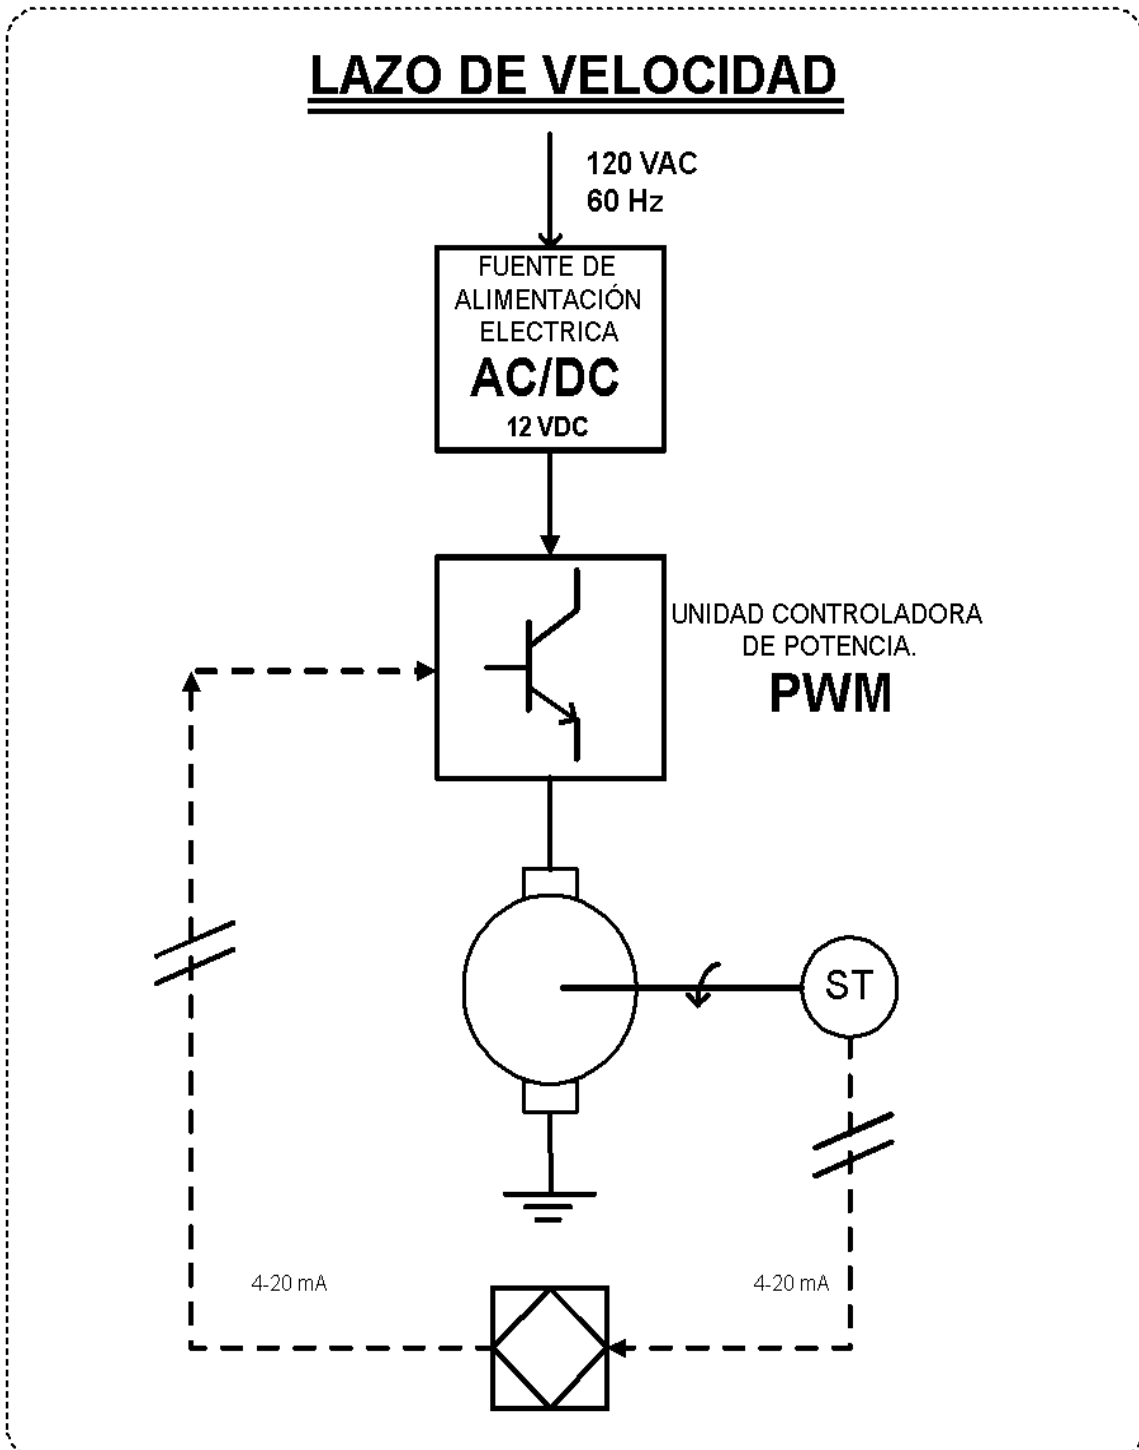 LAZO DE VELOCIDAD
120 VAC
60 Hz
FUENTE DE
ALIMENTACIÓN
ELECTRICA
AC/DC
12 VDC
UNIDAD CONTROLADORA
DE POTENCIA.
PWM
ST
4-20 mA
4-20 mA